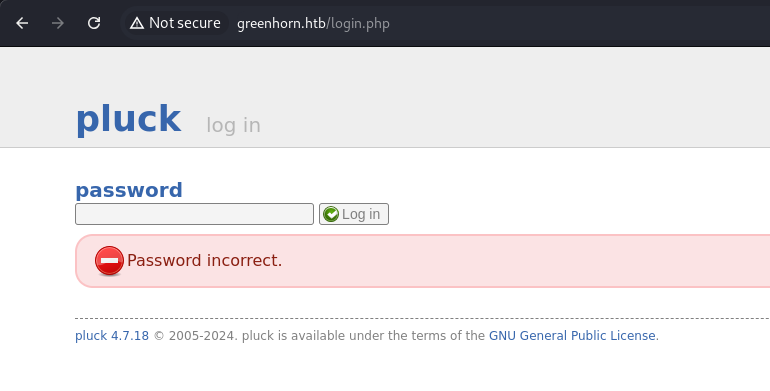 Not secure greenhorn.htb/login.php
pluck log in
password
Log in
Password incorrect.
pluck 4.7.18 © 2005-2024. pluck is available under the terms of the GNU General Public License.